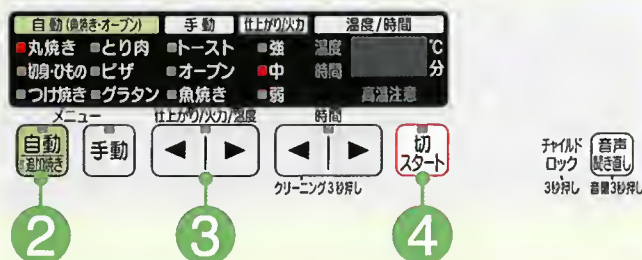 自動(魚焼き・オーブン) 手動 仕上がり/火力 温度/時間
丸焼き とり肉 トースト 強 温度 ℃
切身・ひもの ピザ オーブン 中 時間 分
つけ焼き グラタン 魚焼き 弱 高温注意
メニュー 仕上がり/火力/温度 時間
自動 手動 ◀ ▶ ◀ ▶ 切
追加焼き スタート
クリーニング3秒押し
チャイルド 音声
ロック 聞き直し
3秒押し 音量3秒押し
2 3 4